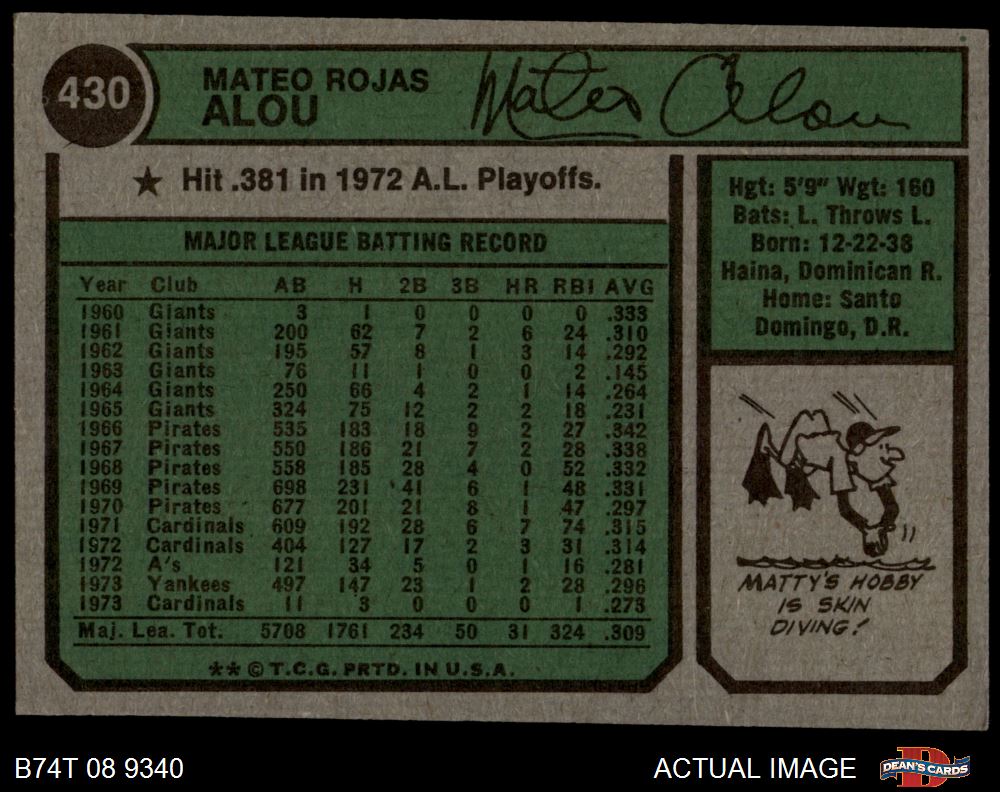 430
MATEO ROJAS
ALOU
Mateo Alou
★ Hit .381 in 1972 A.L. Playoffs.
MAJOR LEAGUE BATTING RECORD
Year Club AB H 2B 3B HR RBI AVG
1960 Giants 3 1 0 0 0 0 .333
1961 Giants 200 62 7 2 6 24 .310
1962 Giants 195 57 8 1 3 14 .292
1963 Giants 76 11 1 0 0 2 .145
1964 Giants 250 66 4 2 1 14 .264
1965 Giants 324 75 12 2 2 18 .231
1966 Pirates 535 183 18 9 2 27 .342
1967 Pirates 550 186 21 7 2 28 .338
1968 Pirates 558 185 28 4 0 52 .332
1969 Pirates 698 231 41 6 1 48 .331
1970 Pirates 677 201 21 8 1 47 .297
1971 Cardinals 609 192 28 6 7 74 .315
1972 Cardinals 404 127 17 2 3 31 .314
1972 A's 121 34 5 0 1 16 .281
1973 Yankees 497 147 23 1 2 28 .296
1973 Cardinals 11 3 0 0 0 1 .273
Maj. Lea. Tot. 5708 1761 234 50 31 324 .309
** © T.C.G. PRTD. IN U.S.A.
Hgt: 5'9" Wgt: 160
Bats: L. Throws L.
Born: 12-22-38
Haina, Dominican R.
Home: Santo
Domingo, D.R.
MATTY'S HOBBY
IS SKIN
DIVING!
B74T 08 9340
ACTUAL IMAGE
D
DEAN'S CARDS